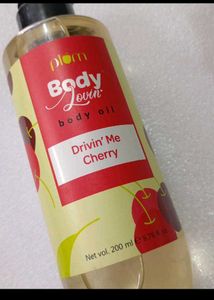 plum
Body
Lovin'
body oil
Drivin' Me
Cherry
Net vol. 200 ml